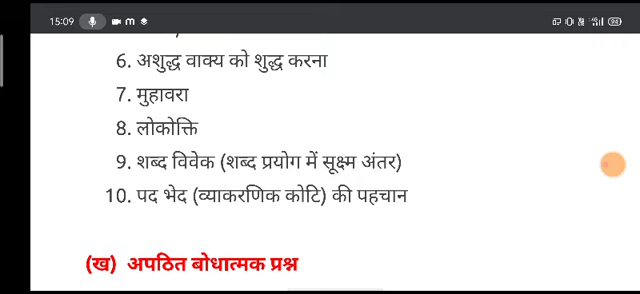 15:09
98
6. अशुद्ध वाक्य को शुद्ध करना
7. मुहावरा
8. लोकोक्ति
9. शब्द विवेक (शब्द प्रयोग में सूक्ष्म अंतर)
10. पद भेद (व्याकरणिक कोटि) की पहचान
(ख) अपठित बोधात्मक प्रश्न